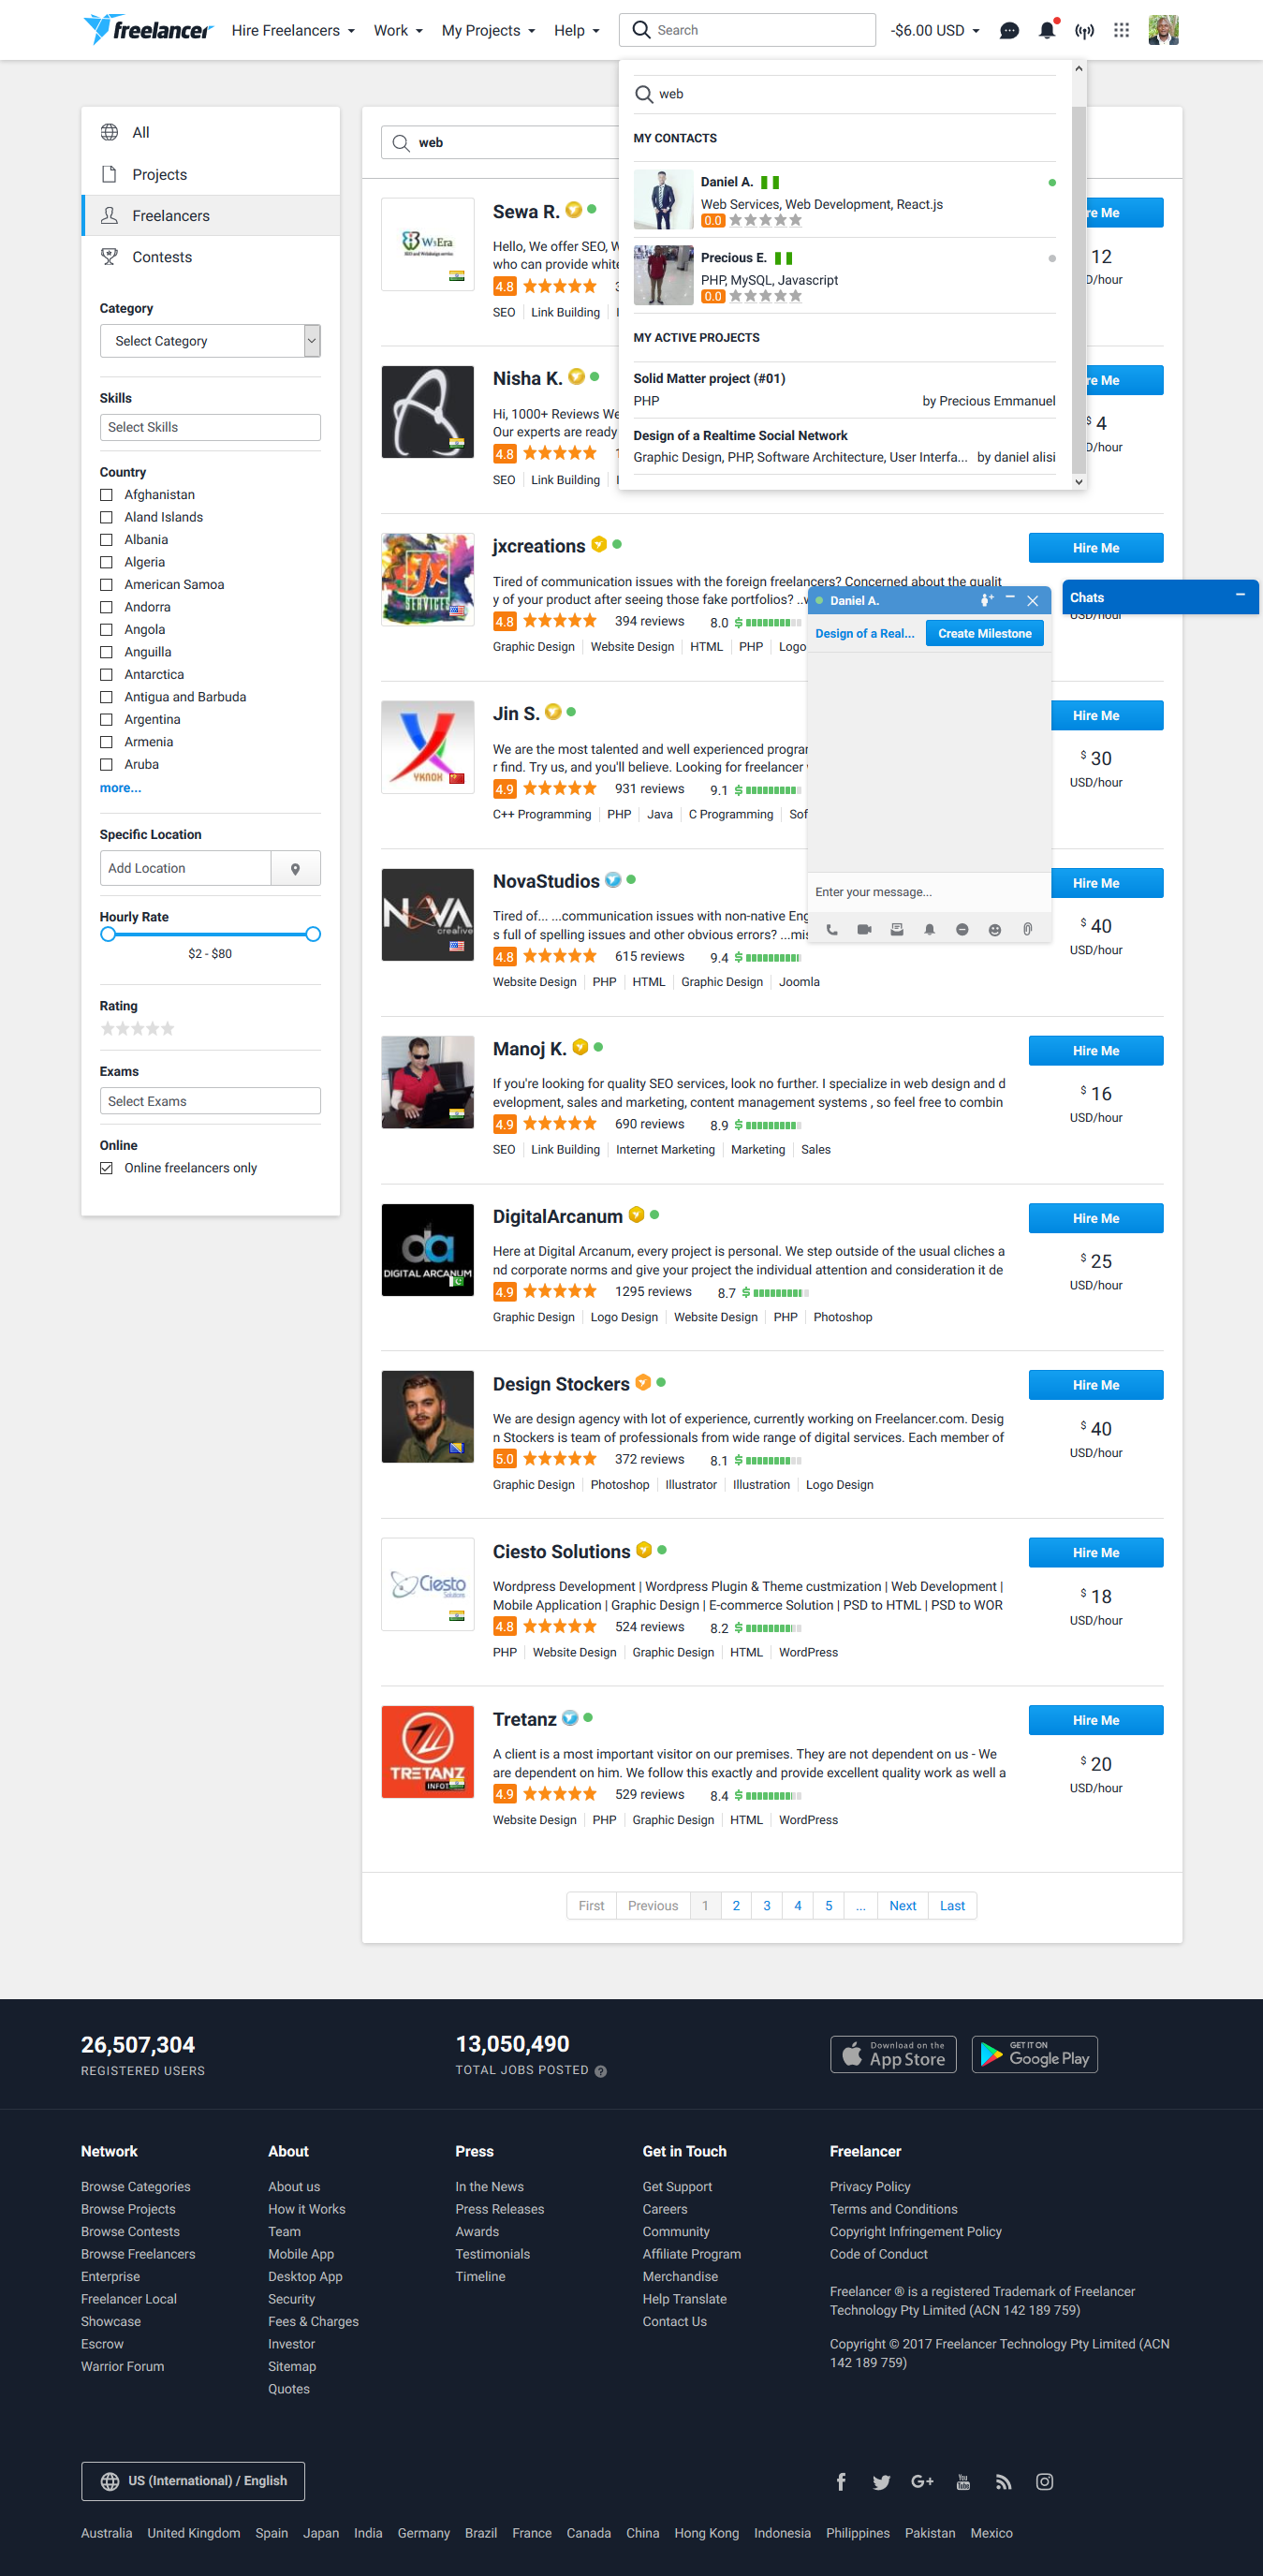 freelancer
Hire Freelancers
Work
My Projects
Help
Search
-$6.00 USD
web
MY CONTACTS
Daniel A.
Web Services, Web Development, React.js
0.0
Precious E.
PHP, MySQL, Javascript
0.0
MY ACTIVE PROJECTS
Solid Matter project (#01)
PHP
by Precious Emmanuel
Design of a Realtime Social Network
Graphic Design, PHP, Software Architecture, User Interfa...
by daniel alisi
All
Projects
Freelancers
Contests
Category
Select Category
Skills
Select Skills
Country
Afghanistan
Aland Islands
Albania
Algeria
American Samoa
Andorra
Angola
Anguilla
Antarctica
Antigua and Barbuda
Argentina
Armenia
Aruba
more...
Specific Location
Add Location
Hourly Rate
$2 - $80
Rating
Exams
Select Exams
Online
Online freelancers only
web
W3Era
Sewa R.
re Me
Hello, We offer SEO, W
who can provide white
12
D/hour
4.8
SEO Link Building
Nisha K.
re Me
Hi, 1000+ Reviews We
Our experts are ready
$ 4
D/hour
4.8
SEO Link Building
JX
SERVICES
jxcreations
Hire Me
Tired of communication issues with the foreign freelancers? Concerned about the qualit
y of your product after seeing those fake portfolios? ..v
USD/hour
4.8 394 reviews 8.0 $
Graphic Design Website Design HTML PHP Logo
Chats
Daniel A.
Design of a Real...
Create Milestone
Enter your message...
YKNOX
Jin S.
Hire Me
We are the most talented and well experienced progran
r find. Try us, and you'll believe. Looking for freelancer
$ 30
USD/hour
4.9 931 reviews 9.1 $
C++ Programming PHP Java C Programming Sof
NOVA
creative
NovaStudios
Hire Me
Tired of... ...communication issues with non-native Eng
s full of spelling issues and other obvious errors? ...mis
$ 40
USD/hour
4.8 615 reviews 9.4 $
Website Design PHP HTML Graphic Design Joomla
Manoj K.
Hire Me
If you're looking for quality SEO services, look no further. I specialize in web design and d
evelopment, sales and marketing, content management systems , so feel free to combin
$ 16
USD/hour
4.9 690 reviews 8.9 $
SEO Link Building Internet Marketing Marketing Sales
da
DIGITAL ARCANUM
DigitalArcanum
Hire Me
Here at Digital Arcanum, every project is personal. We step outside of the usual cliches a
nd corporate norms and give your project the individual attention and consideration it de
$ 25
USD/hour
4.9 1295 reviews 8.7 $
Graphic Design Logo Design Website Design PHP Photoshop
Design Stockers
Hire Me
We are design agency with lot of experience, currently working on Freelancer.com. Desig
n Stockers is team of professionals from wide range of digital services. Each member of
$ 40
USD/hour
5.0 372 reviews 8.1 $
Graphic Design Photoshop Illustrator Illustration Logo Design
Ciesto
Solutions
Ciesto Solutions
Hire Me
Wordpress Development | Wordpress Plugin & Theme custmization | Web Development |
Mobile Application | Graphic Design | E-commerce Solution | PSD to HTML | PSD to WOR
$ 18
USD/hour
4.8 524 reviews 8.2 $
PHP Website Design Graphic Design HTML WordPress
TRETANZ
Tretanz
Hire Me
A client is a most important visitor on our premises. They are not dependent on us - We
are dependent on him. We follow this exactly and provide excellent quality work as well a
$ 20
USD/hour
4.9 529 reviews 8.4 $
Website Design PHP Graphic Design HTML WordPress
First Previous 1 2 3 4 5 ... Next Last
26,507,304
REGISTERED USERS
13,050,490
TOTAL JOBS POSTED ?
Download on the
App Store
GET IT ON
Google Play
Network
Browse Categories
Browse Projects
Browse Contests
Browse Freelancers
Enterprise
Freelancer Local
Showcase
Escrow
Warrior Forum
About
About us
How it Works
Team
Mobile App
Desktop App
Security
Fees & Charges
Investor
Sitemap
Quotes
Press
In the News
Press Releases
Awards
Testimonials
Timeline
Get in Touch
Get Support
Careers
Community
Affiliate Program
Merchandise
Help Translate
Contact Us
Freelancer
Privacy Policy
Terms and Conditions
Copyright Infringement Policy
Code of Conduct
Freelancer ® is a registered Trademark of Freelancer
Technology Pty Limited (ACN 142 189 759)
Copyright © 2017 Freelancer Technology Pty Limited (ACN
142 189 759)
US (International) / English
Australia United Kingdom Spain Japan India Germany Brazil France Canada China Hong Kong Indonesia Philippines Pakistan Mexico